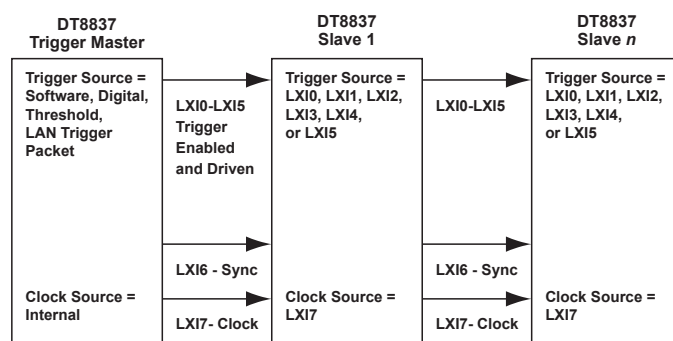 DT8837
Trigger Master
DT8837
Slave 1
DT8837
Slave n
Trigger Source =
Software, Digital,
Threshold,
LAN Trigger
Packet
LXI0-LXI5
Trigger
Enabled
and Driven
Trigger Source =
LXI0, LXI1, LXI2,
LXI3, LXI4,
or LXI5
LXI0-LXI5
Trigger Source =
LXI0, LXI1, LXI2,
LXI3, LXI4,
or LXI5
LXI6 - Sync
LXI6 - Sync
Clock Source =
Internal
LXI7- Clock
Clock Source =
LXI7
LXI7- Clock
Clock Source =
LXI7